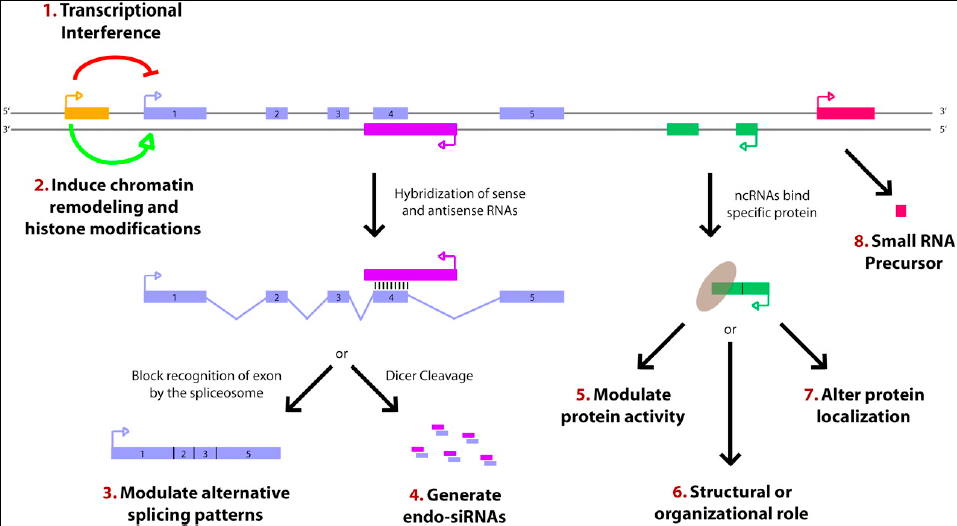 1. Transcriptional
Interference
5'
1
2
3
4
5
3'
3'
5'
2. Induce chromatin
remodeling and
histone modifications
Hybridization of sense
and antisense RNAs
ncRNAs bind
specific protein
8. Small RNA
Precursor
1
2
3
4
5
or
or
Block recognition of exon
by the spliceosome
Dicer Cleavage
5. Modulate
protein activity
7. Alter protein
localization
1
2
3
5
3. Modulate alternative
splicing patterns
4. Generate
endo-siRNAs
6. Structural or
organizational role